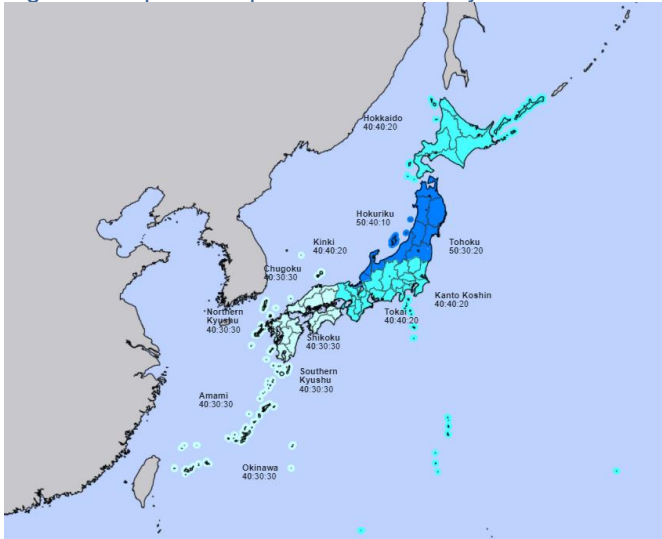 Hokkaido
40:40:20
Hokuriku
50:40:10
Tohoku
50:30:20
Kinki
40:40:20
Chugoku
40:30:30
Kanto Koshin
40:40:20
Tokai
40:40:20
Northern
Kyushu
40:30:30
Shikoku
40:30:30
Southern
Kyushu
40:30:30
Amami
40:30:30
Okinawa
40:30:30